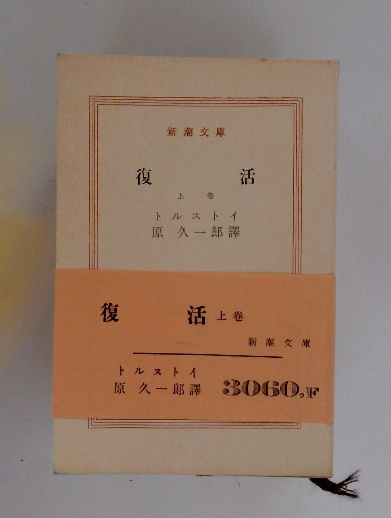 新潮文庫
復活
上巻
トルストイ
原久一郎譯
復活 上卷
新潮文庫
トルストイ
原久一郎譯 3060,F